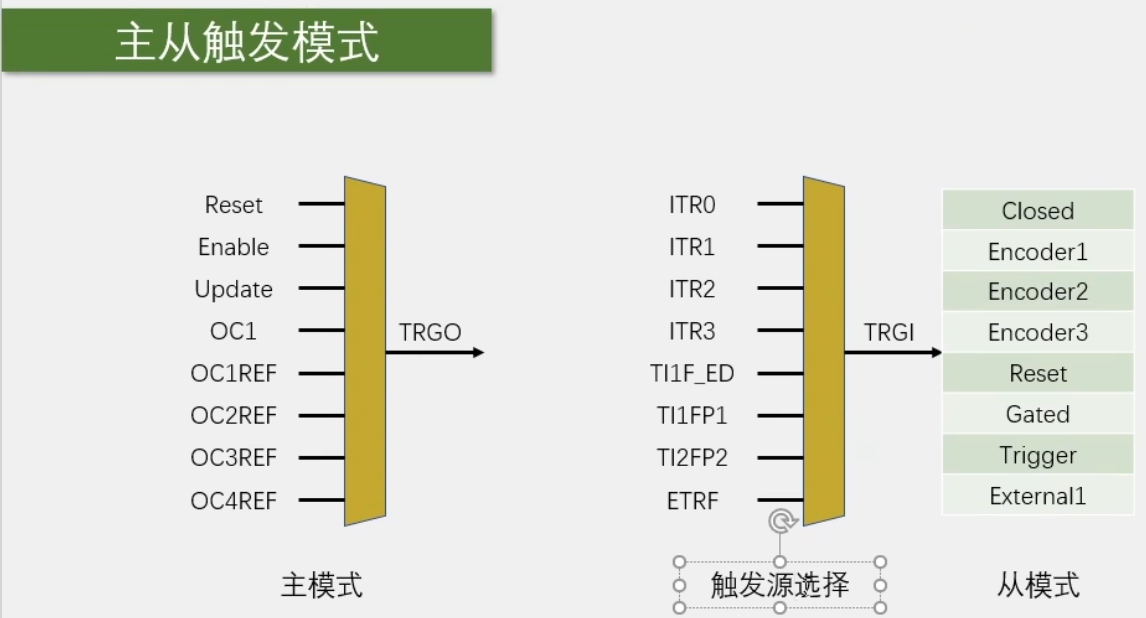 主从触发模式
Reset
Enable
Update
OC1
OC1REF
OC2REF
OC3REF
OC4REF
TRGO
主模式
ITR0
ITR1
ITR2
ITR3
TI1F_ED
TI1FP1
TI2FP2
ETRF
TRGI
触发源选择
Closed
Encoder1
Encoder2
Encoder3
Reset
Gated
Trigger
External1
从模式